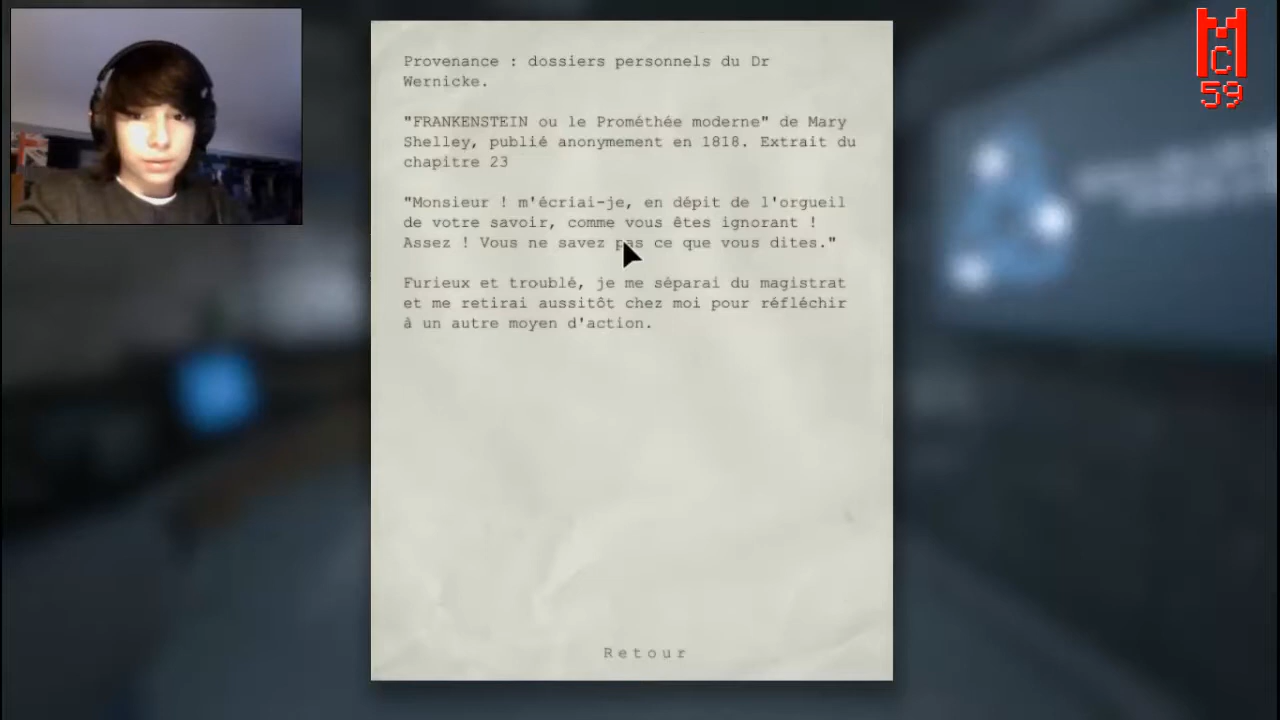 Provenance : dossiers personnels du Dr
Wernicke.
"FRANKENSTEIN ou le Prométhée moderne" de Mary
Shelley, publié anonymement en 1818. Extrait du
chapitre 23
"Monsieur ! m'écriai-je, en dépit de l'orgueil
de votre savoir, comme vous êtes ignorant !
Assez ! Vous ne savez pas ce que vous dites."
Furieux et troublé, je me séparai du magistrat
et me retirai aussitôt chez moi pour réfléchir
à un autre moyen d'action.
Retour
MC
59